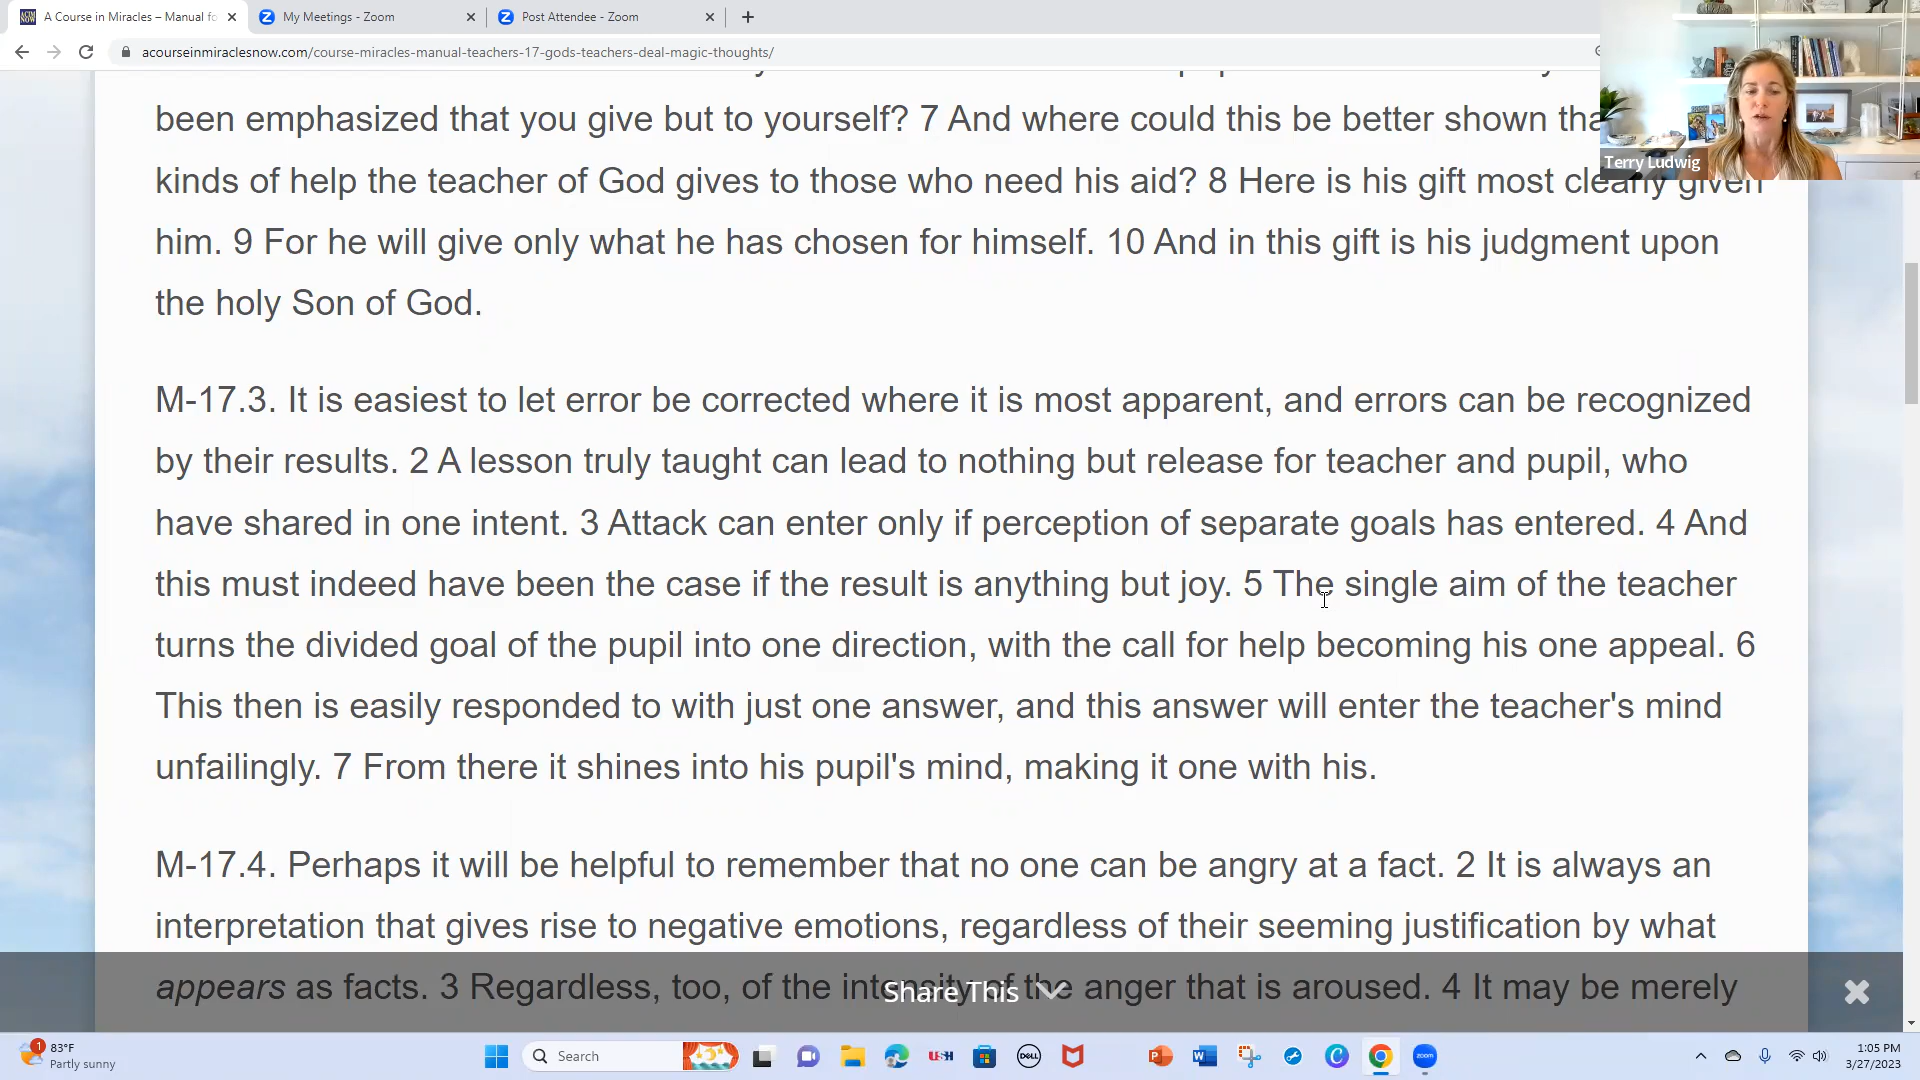 A Course in Miracles – Manual fo
My Meetings - Zoom
Post Attendee - Zoom
acourseinmiraclesnow.com/course-miracles-manual-teachers-17-gods-teachers-deal-magic-thoughts/
Terry Ludwig
been emphasized that you give but to yourself? 7 And where could this be better shown tha
kinds of help the teacher of God gives to those who need his aid? 8 Here is his gift most clearly given
him. 9 For he will give only what he has chosen for himself. 10 And in this gift is his judgment upon
the holy Son of God.
M-17.3. It is easiest to let error be corrected where it is most apparent, and errors can be recognized
by their results. 2 A lesson truly taught can lead to nothing but release for teacher and pupil, who
have shared in one intent. 3 Attack can enter only if perception of separate goals has entered. 4 And
this must indeed have been the case if the result is anything but joy. 5 The single aim of the teacher
turns the divided goal of the pupil into one direction, with the call for help becoming his one appeal. 6
This then is easily responded to with just one answer, and this answer will enter the teacher's mind
unfailingly. 7 From there it shines into his pupil's mind, making it one with his.
M-17.4. Perhaps it will be helpful to remember that no one can be angry at a fact. 2 It is always an
interpretation that gives rise to negative emotions, regardless of their seeming justification by what
appears as facts. 3 Regardless, too, of the intensity of the anger that is aroused. 4 It may be merely
Share This
1
83°F
Partly sunny
Search
USH
DELL
zoom
1:05 PM
3/27/2023